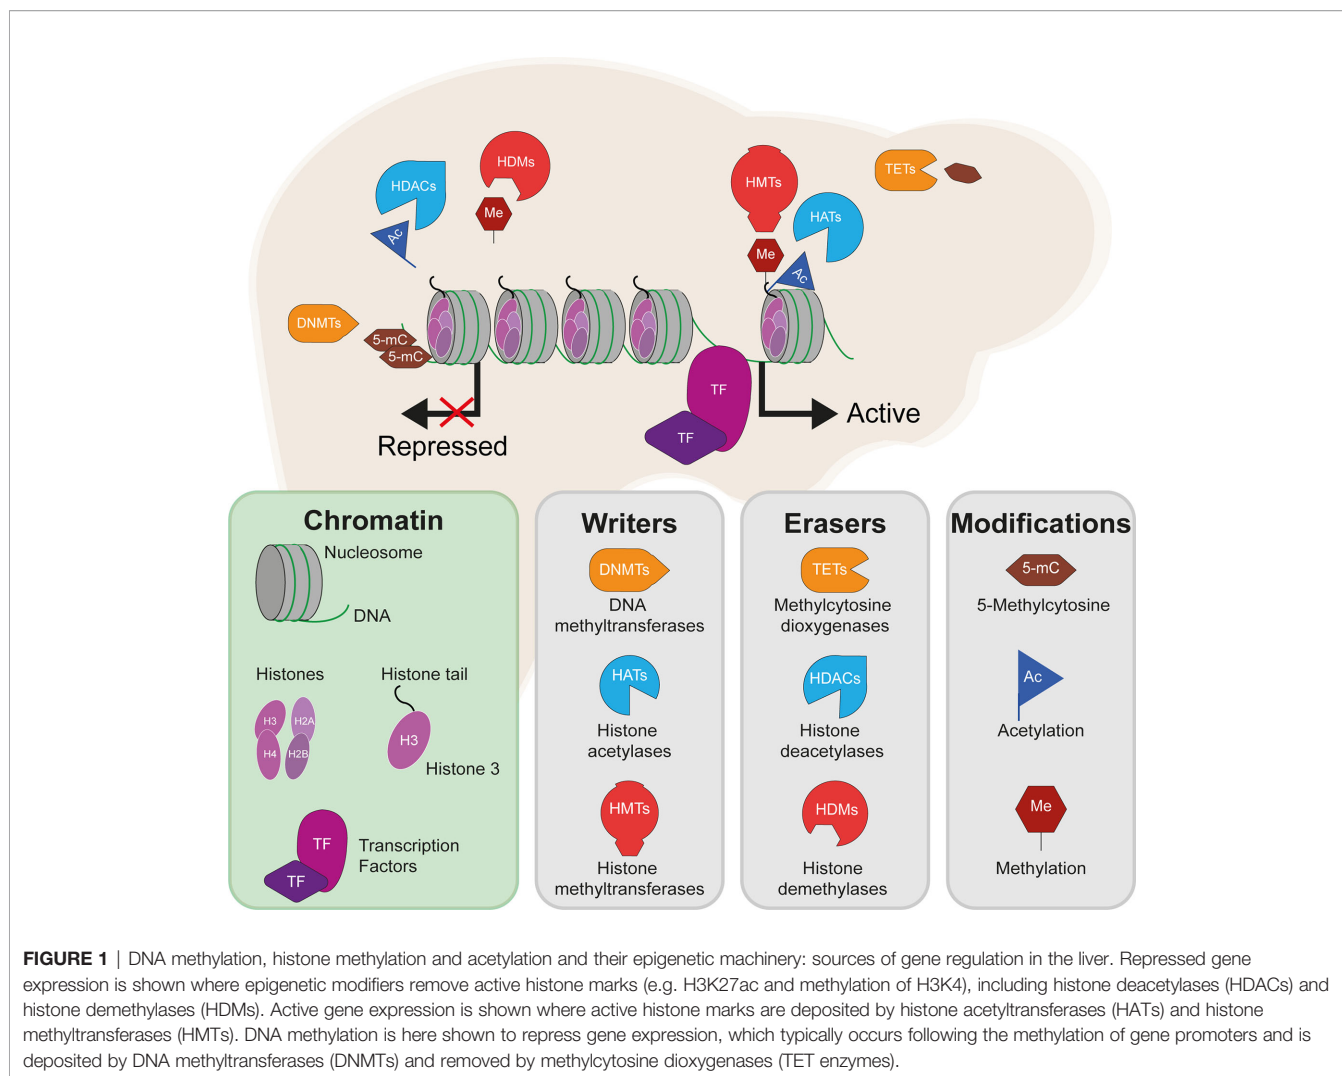 HDMs
HDACs
Me
Ac
HMTs
TETs
HATs
Me
Ac
DNMTs
5-mC
5-mC
TF
TF
Repressed
Active
Chromatin
Nucleosome
DNA
Histones
Histone tail
H3
H2A
H4
H2B
H3
Histone 3
TF
TF
Transcription
Factors
Writers
DNMTs
DNA
methyltransferases
HATs
Histone
acetylases
HMTs
Histone
methyltransferases
Erasers
TETs
Methylcytosine
dioxygenases
HDACs
Histone
deacetylases
HDMs
Histone
demethylases
Modifications
5-mC
5-Methylcytosine
Ac
Acetylation
Me
Methylation
FIGURE 1 | DNA methylation, histone methylation and acetylation and their epigenetic machinery: sources of gene regulation in the liver. Repressed gene
expression is shown where epigenetic modifiers remove active histone marks (e.g. H3K27ac and methylation of H3K4), including histone deacetylases (HDACs) and
histone demethylases (HDMs). Active gene expression is shown where active histone marks are deposited by histone acetyltransferases (HATs) and histone
methyltransferases (HMTs). DNA methylation is here shown to repress gene expression, which typically occurs following the methylation of gene promoters and is
deposited by DNA methyltransferases (DNMTs) and removed by methylcytosine dioxygenases (TET enzymes).